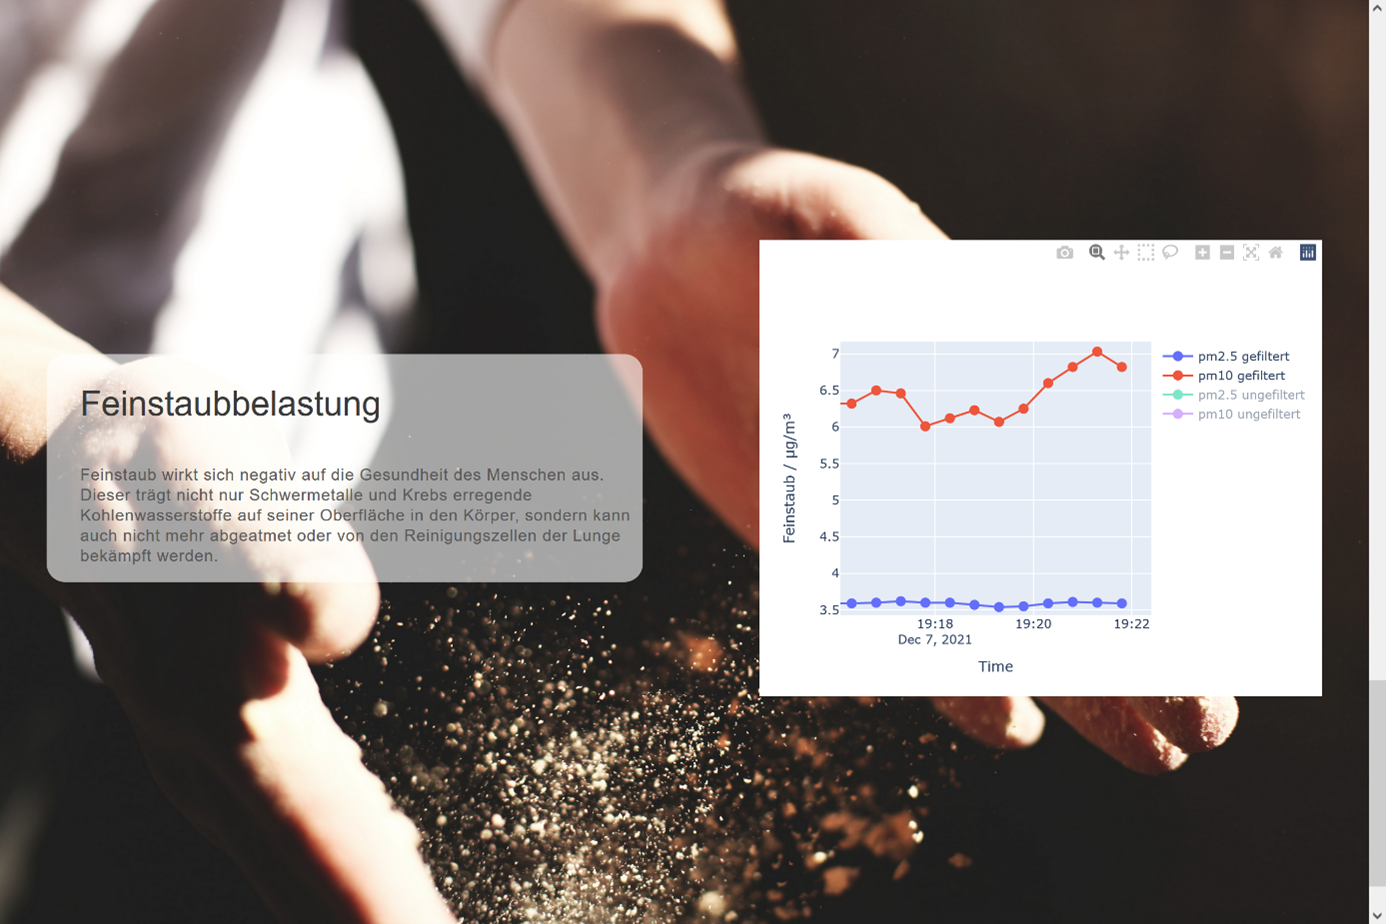 Feinstaubbelastung
Feinstaub wirkt sich negativ auf die Gesundheit des Menschen aus.
Dieser trägt nicht nur Schwermetalle und Krebs erregende
Kohlenwasserstoffe auf seiner Oberfläche in den Körper, sondern kann
auch nicht mehr abgeatmet oder von den Reinigungszellen der Lunge
bekämpft werden.
Feinstaub / µg/m³
7
6.5
6
5.5
5
4.5
4
3.5
19:18
19:20
19:22
Dec 7, 2021
Time
pm2.5 gefiltert
pm10 gefiltert
pm2.5 ungefiltert
pm10 ungefiltert